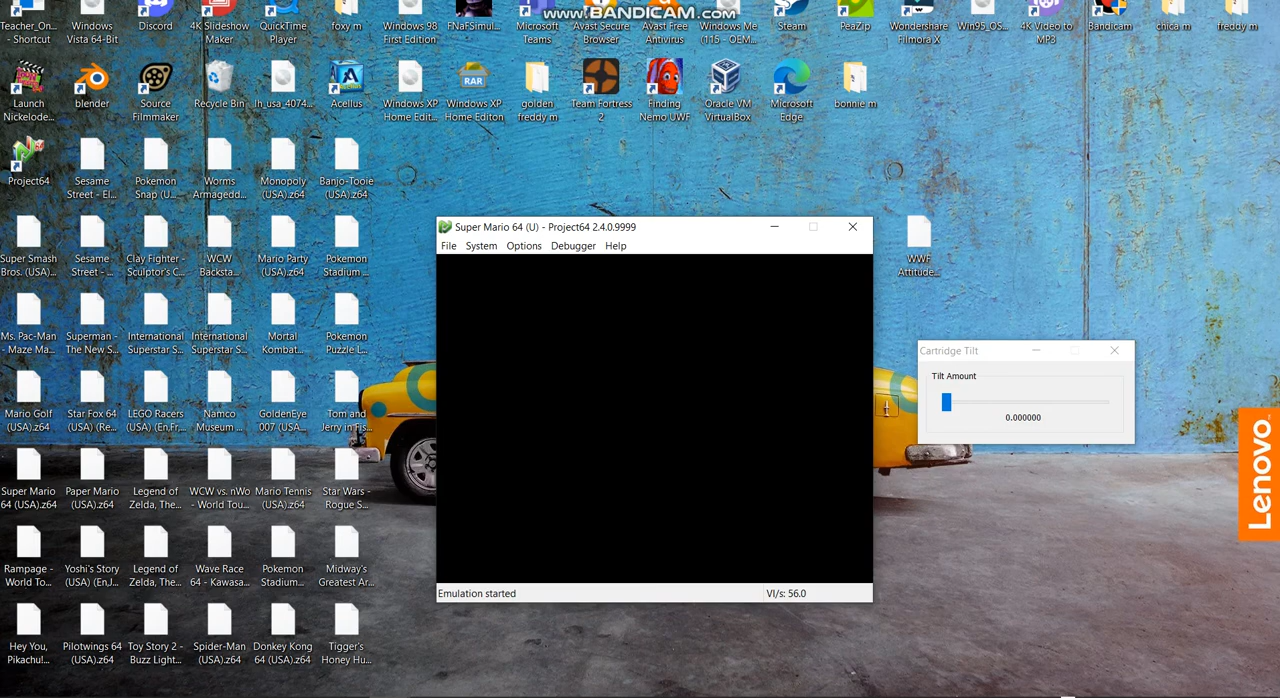 www.BANDICAM.com
Teacher_On...
- Shortcut
Windows
Vista 64-Bit
Discord
4K Slideshow
Maker
QuickTime
Player
foxy m
Windows 98
First Edition
FNaFSimul...
Microsoft
Teams
Avast Secure
Browser
Avast Free
Antivirus
Windows Me
(115 - OEM...
Steam
PeaZip
Wondershare
Filmora X
Win95_OS...
4K Video to
MP3
Bandicam
chica m
freddy m
Launch
Nickelode...
blender
Source
Filmmaker
Recycle Bin
lh_usa_4074...
Acellus
Windows XP
Home Edit...
RAR
Windows XP
Home Editon
golden
freddy m
Team Fortress
2
Finding
Nemo UWF
Oracle VM
VirtualBox
Microsoft
Edge
bonnie m
Project64
Sesame
Street - El...
Pokemon
Snap (U...
Worms
Armagedd...
Monopoly
(USA).z64
Banjo-Tooie
(USA).z64
Super Smash
Bros. (USA)...
Sesame
Street - ...
Clay Fighter -
Sculptor's C...
WCW
Backsta...
Mario Party
(USA).z64
Pokemon
Stadium ...
Super Mario 64 (U) - Project64 2.4.0.9999
File System Options Debugger Help
WWF
Attitude...
Ms. Pac-Man
- Maze Ma...
Superman -
The New S...
International
Superstar S...
International
Superstar S...
Mortal
Kombat...
Pokemon
Puzzle L...
Cartridge Tilt
Tilt Amount
0.000000
Mario Golf
(USA).z64
Star Fox 64
(USA) (Re...
LEGO Racers
(USA) (En,Fr,...
Namco
Museum ...
GoldenEye
007 (USA...
Tom and
Jerry in Fis...
Lenovo
Super Mario
64 (USA).z64
Paper Mario
(USA).z64
Legend of
Zelda, The...
WCW vs. nWo
- World Tou...
Mario Tennis
(USA).z64
Star Wars -
Rogue S...
Rampage -
World To...
Yoshi's Story
(USA) (En,J...
Legend of
Zelda, The...
Wave Race
64 - Kawasa...
Pokemon
Stadium...
Midway's
Greatest Ar...
Emulation started
VI/s: 56.0
Hey You,
Pikachu!...
Pilotwings 64
(USA).z64
Toy Story 2 -
Buzz Light...
Spider-Man
(USA).z64
Donkey Kong
64 (USA).z64
Tigger's
Honey Hu...